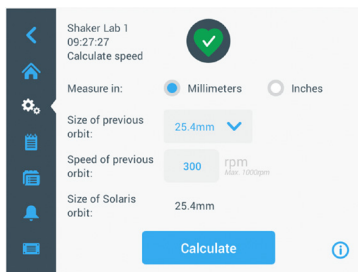 Shaker Lab 1
09:27:27
Calculate speed
Measure in: Millimeters Inches
Size of previous
orbit:
25.4mm
Speed of previous
orbit:
300 rpm
Max. 1000rpm
Size of Solaris
orbit:
25.4mm
Calculate